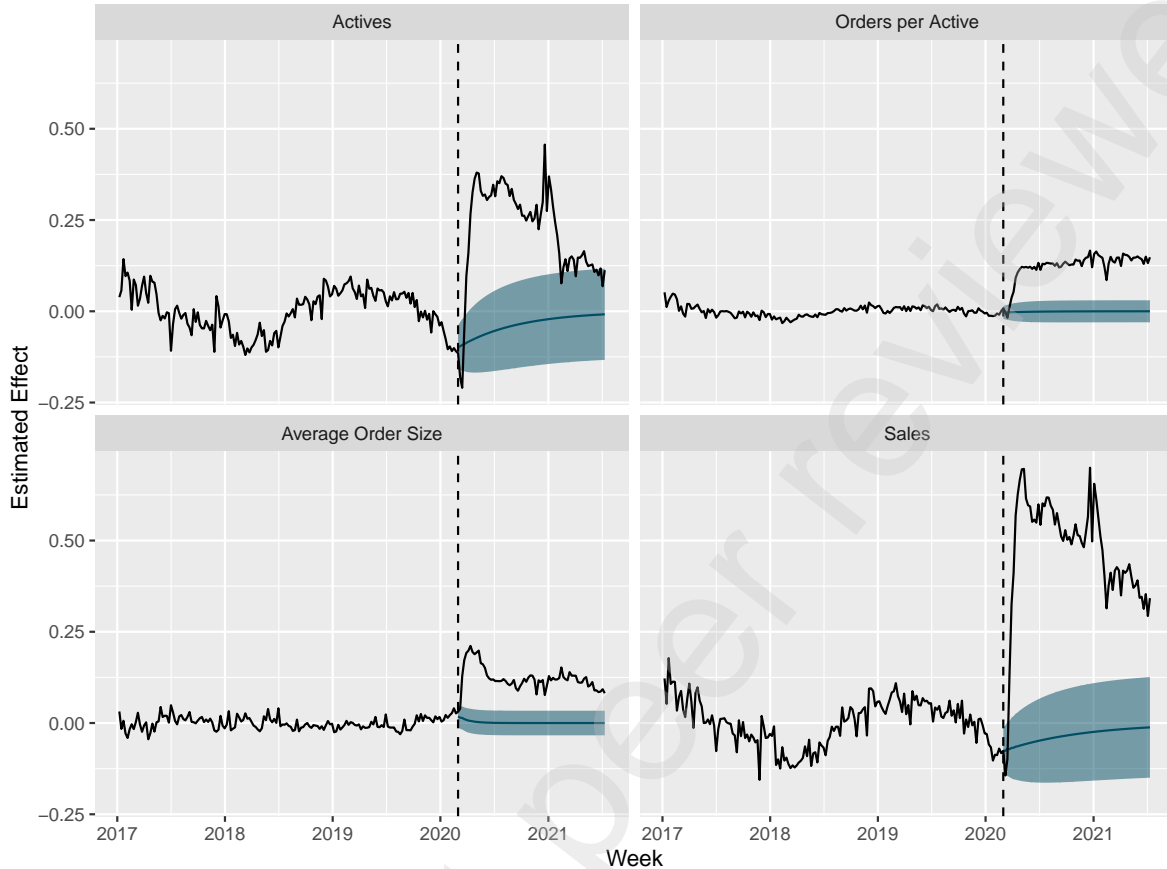 Actives
Orders per Active
0.50
0.25
0.00
−0.25
Average Order Size
Sales
0.50
0.25
0.00
−0.25
2017 2018 2019 2020 2021
2017 2018 2019 2020 2021
Estimated Effect
Week
peer reviewe